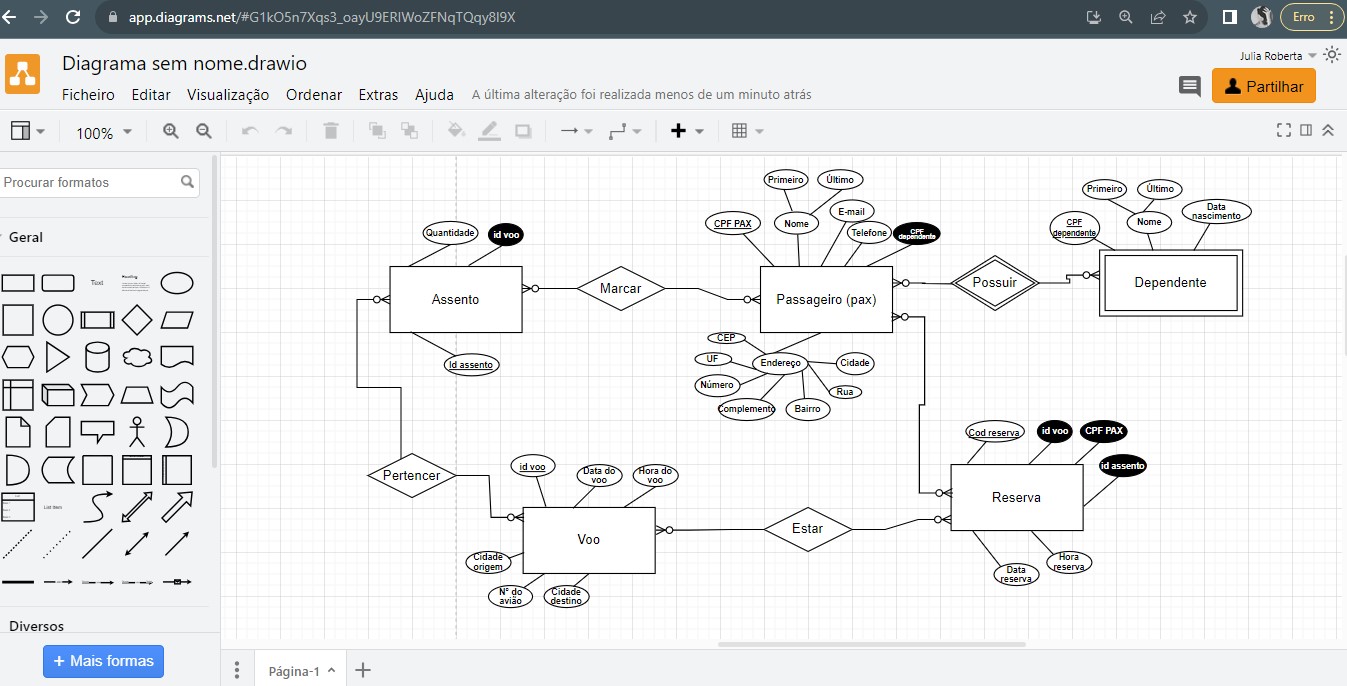 app.diagrams.net/#G1kO5n7Xqs3_oayU9ERIWoZFNqTQqy8I9X
Erro
Diagrama sem nome.drawio
Julia Roberta
Ficheiro Editar Visualização Ordenar Extras Ajuda A última alteração foi realizada menos de um minuto atrás
Partilhar
100%
Procurar formatos
Geral
Text
Heading
List Item
Diversos
+ Mais formas
Página-1
Primeiro
Último
CPF PAX
Nome
E-mail
Telefone
CPF
dependente
Primeiro
Último
CPF
dependente
Nome
Data
nascimento
Quantidade
id voo
Assento
Marcar
Passageiro (pax)
Possuir
Dependente
Id assento
CEP
UF
Endereço
Cidade
Número
Rua
Complemento
Bairro
Cod reserva
id voo
CPF PAX
id assento
Pertencer
id voo
Data do
voo
Hora do
voo
Reserva
Voo
Estar
Cidade
origem
Nº do
avião
Cidade
destino
Data
reserva
Hora
reserva